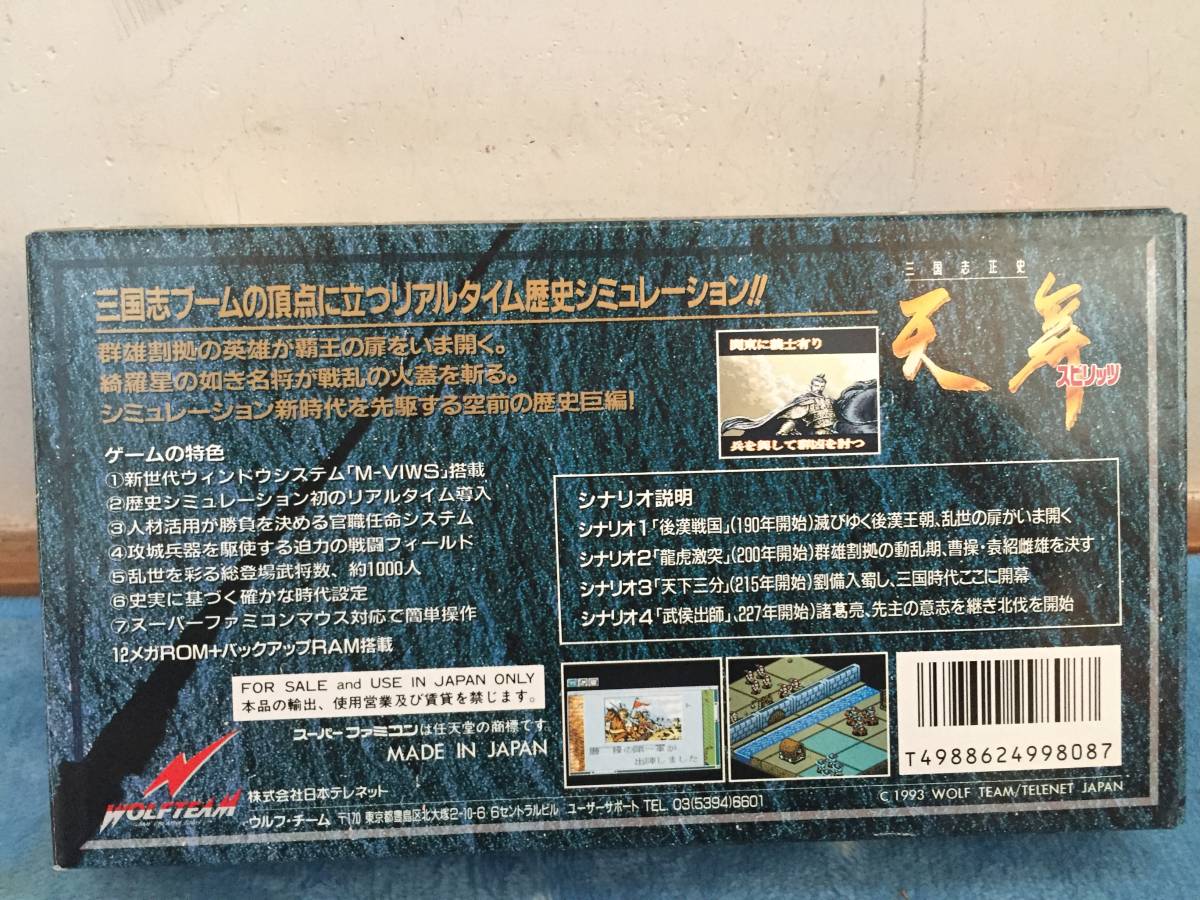 三国志正史
天舞
スピリッツ
三国志ブームの頂点に立つリアルタイム歴史シミュレーション!!
群雄割拠の英雄が覇王の扉をいま開く。
綺羅星の如き名将が戦乱の火蓋を斬る。
シミュレーション新時代を先駆する空前の歴史巨編!
関東に義士有り
兵を興して群凶を討つ
ゲームの特色
①新世代ウィンドウシステム「M-VIWS」搭載
②歴史シミュレーション初のリアルタイム導入
③人材活用が勝負を決める官職任命システム
④攻城兵器を駆使する迫力の戦闘フィールド
⑤乱世を彩る総登場武将数、約1000人
⑥史実に基づく確かな時代設定
⑦スーパーファミコンマウス対応で簡単操作
12メガROM+バックアップRAM搭載
シナリオ説明
シナリオ1「後漢戦国」(190年開始)滅びゆく後漢王朝、乱世の扉がいま開く
シナリオ2「龍虎激突」(200年開始)群雄割拠の動乱期、曹操・袁紹雌雄を決す
シナリオ3「天下三分」(215年開始)劉備入蜀し、三国時代ここに開幕
シナリオ4「武侯出師」、227年開始)諸葛亮、先主の意志を継ぎ北伐を開始
FOR SALE and USE IN JAPAN ONLY
本品の輸出、使用営業及び賃貸を禁じます。
スーパーファミコンは任天堂の商標です。
MADE IN JAPAN
出陣しました
T4988624998087
WOLFTEAM
株式会社日本テレネット
ウルフ・チーム 〒170 東京都豊島区北大塚2-10-6 6セントラルビル ユーザーサポート TEL 03(5394)6601
© 1993 WOLF TEAM/TELENET JAPAN